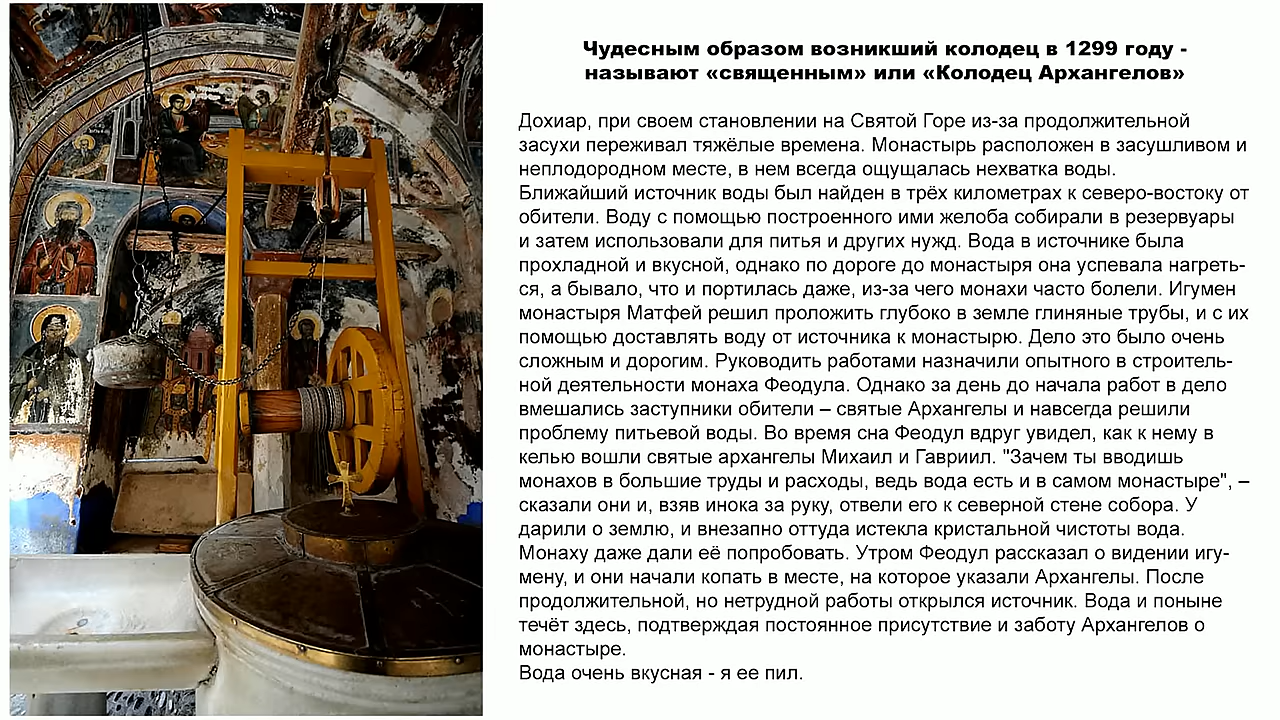 Чудесным образом возникший колодец в 1299 году -
называют «священным» или «Колодец Архангелов»
Дохиар, при своем становлении на Святой Горе из-за продолжительной
засухи переживал тяжёлые времена. Монастырь расположен в засушливом и
неплодородном месте, в нем всегда ощущалась нехватка воды.
Ближайший источник воды был найден в трёх километрах к северо-востоку от
обители. Воду с помощью построенного ими желоба собирали в резервуары
и затем использовали для питья и других нужд. Вода в источнике была
прохладной и вкусной, однако по дороге до монастыря она успевала нагреть-
ся, а бывало, что и портилась даже, из-за чего монахи часто болели. Игумен
монастыря Матфей решил проложить глубоко в земле глиняные трубы, и с их
помощью доставлять воду от источника к монастырю. Дело это было очень
сложным и дорогим. Руководить работами назначили опытного в строитель-
ной деятельности монаха Феодула. Однако за день до начала работ в дело
вмешались заступники обители – святые Архангелы и навсегда решили
проблему питьевой воды. Во время сна Феодул вдруг увидел, как к нему в
келью вошли святые архангелы Михаил и Гавриил. "Зачем ты вводишь
монахов в большие труды и расходы, ведь вода есть и в самом монастыре", –
сказали они и, взяв инока за руку, отвели его к северной стене собора. У
дарили о землю, и внезапно оттуда истекла кристальной чистоты вода.
Монаху даже дали её попробовать. Утром Феодул рассказал о видении игу-
мену, и они начали копать в месте, на которое указали Архангелы. После
продолжительной, но нетрудной работы открылся источник. Вода и поныне
течёт здесь, подтверждая постоянное присутствие и заботу Архангелов о
монастыре.
Вода очень вкусная - я ее пил.